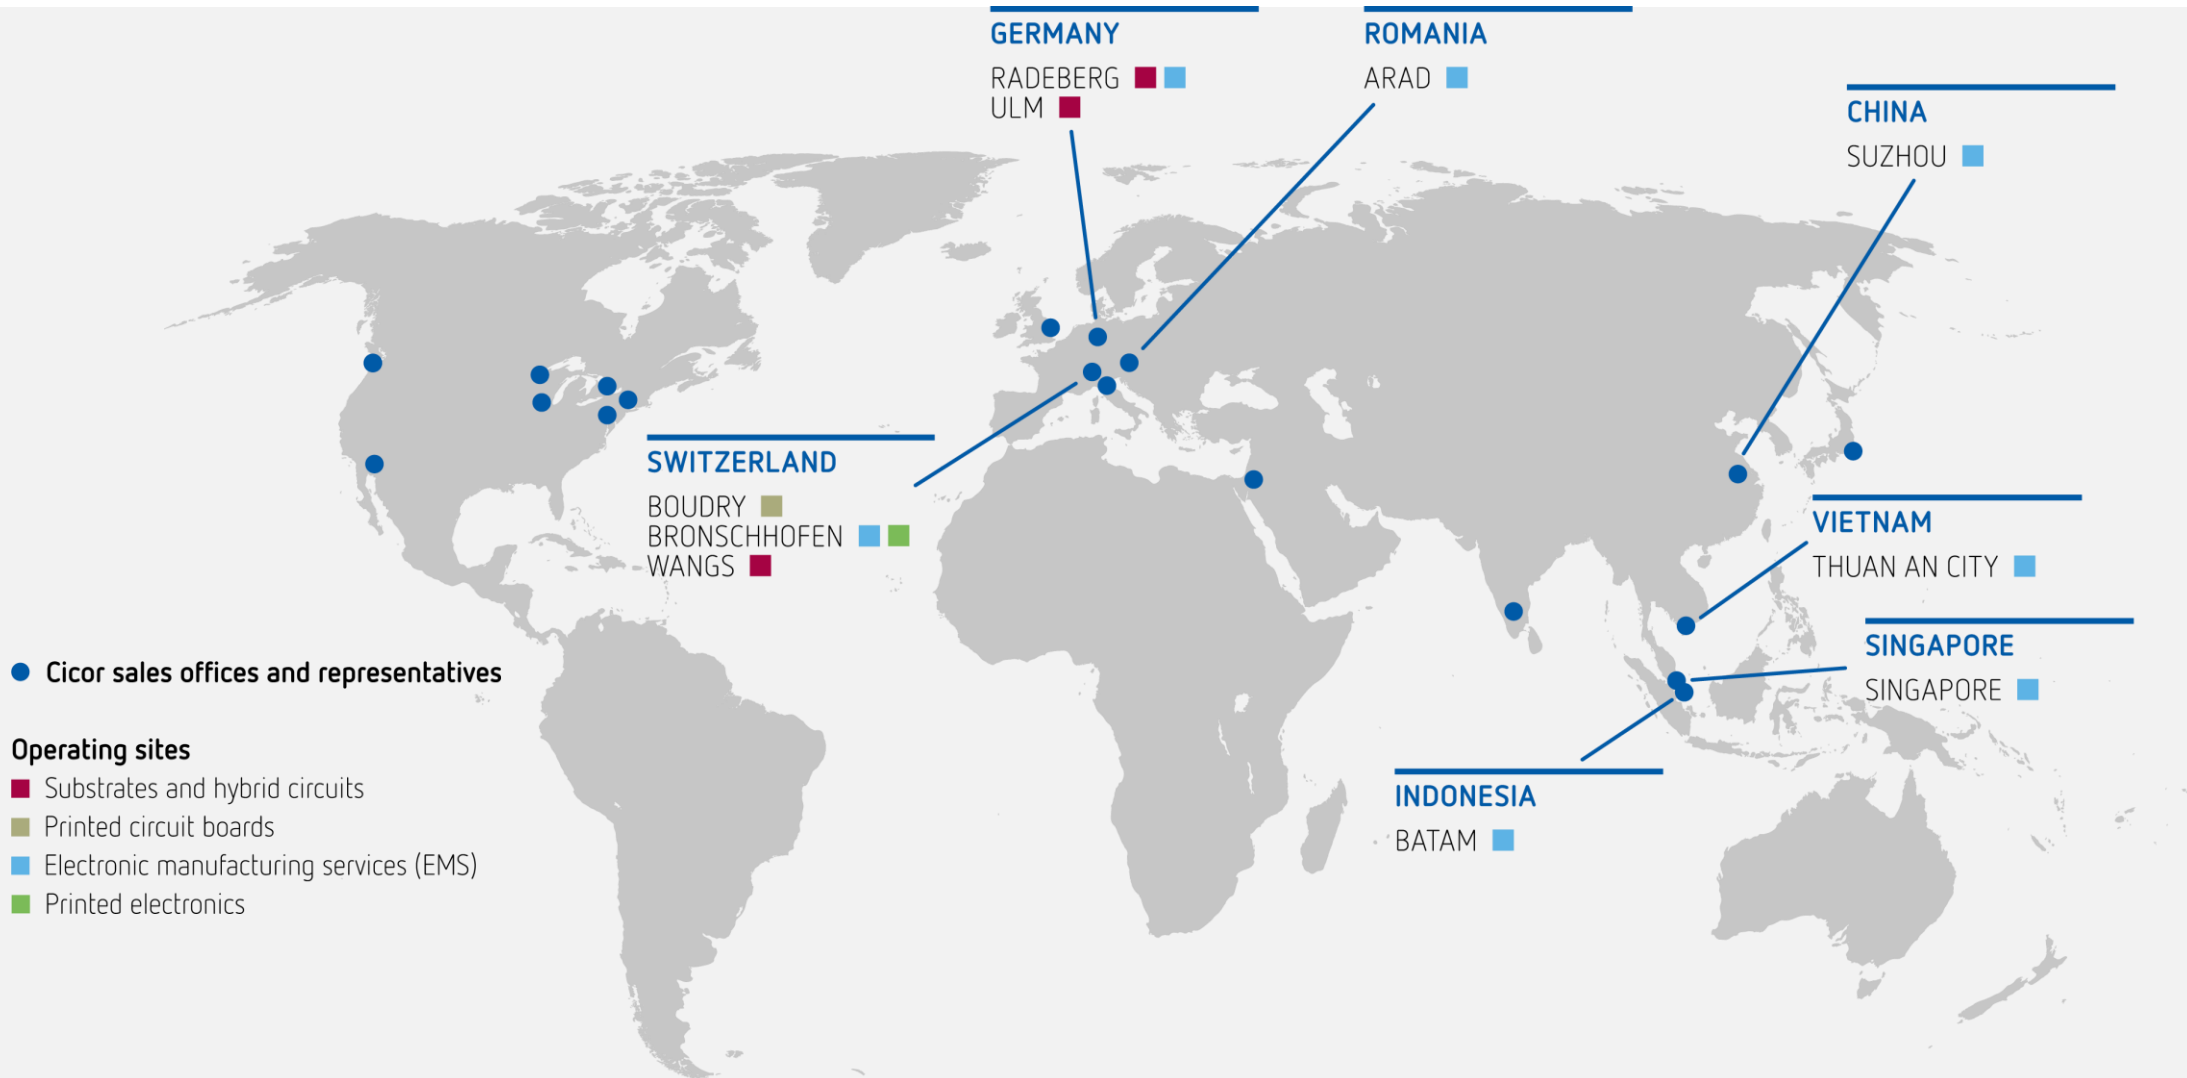 GERMANY
RADEBERG
ULM
ROMANIA
ARAD
CHINA
SUZHOU
SWITZERLAND
BOUDRY
BRONSCHHOFEN
WANGS
VIETNAM
THUAN AN CITY
SINGAPORE
SINGAPORE
INDONESIA
BATAM
Cicor sales offices and representatives
Operating sites
Substrates and hybrid circuits
Printed circuit boards
Electronic manufacturing services (EMS)
Printed electronics